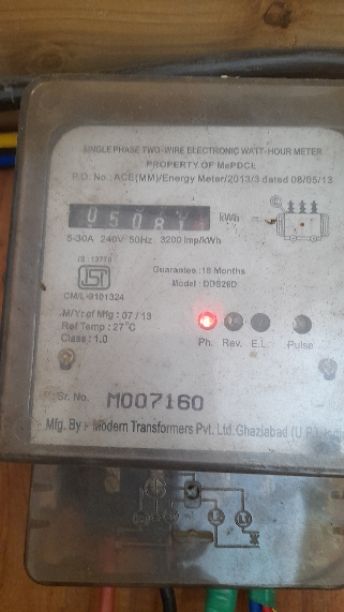 SINGLE PHASE TWO-WIRE ELECTRONIC WATT-HOUR METER
PROPERTY OF MePDCL
P.O. No.: ACE(MM)/Energy Meter/2013/3 dated 08/05/13
kWh
5-30A 240V 50Hz 3200 Imp/kWh
IS:13779
ISI
CM/L-9101324
Guarantee :18 Months
Model : DDS26D
M/Y: of Mfg : 07 / 13
Ref Temp : 27°C
Class : 1.0
Ph. Rev. E.L. Pulse
Sr. No. M007160
Mfg. By :- Modern Transformers Pvt. Ltd. Ghaziabad (U.P.)